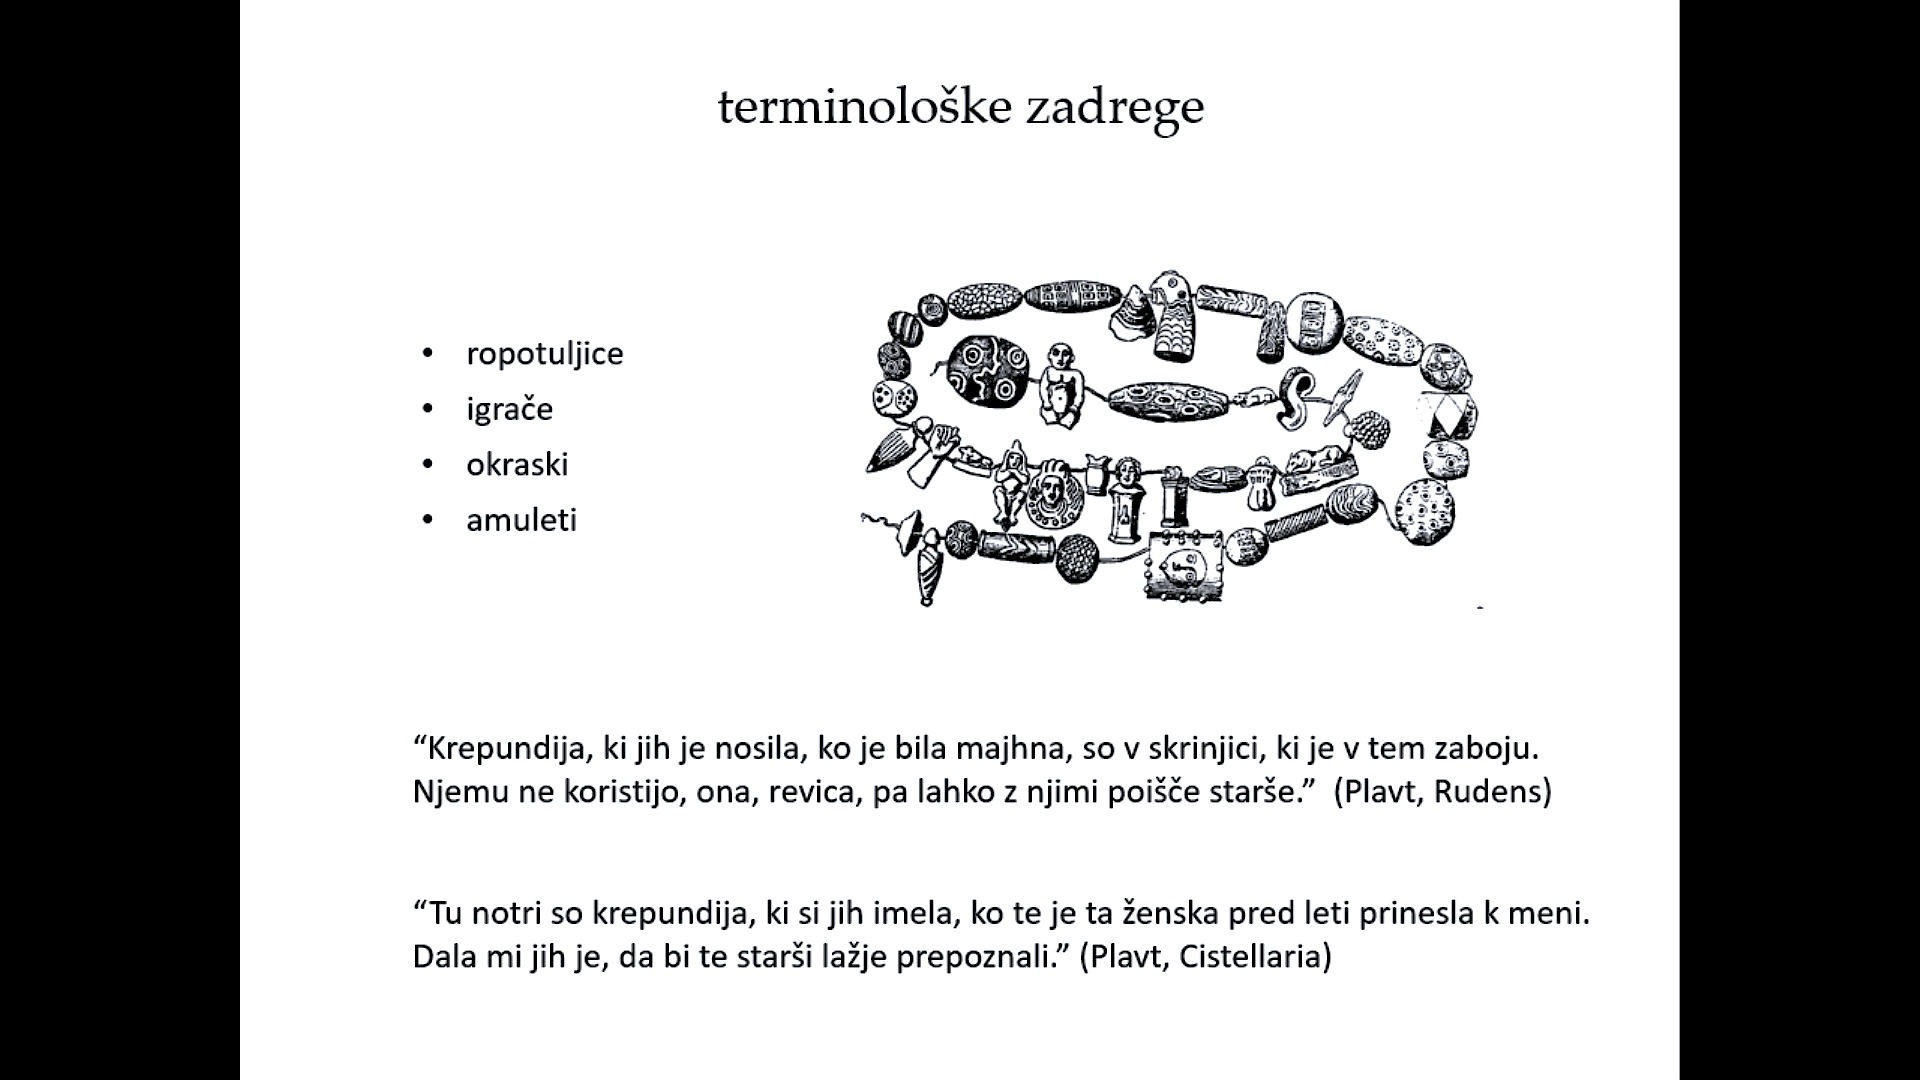 terminološke zadrege
• ropotuljice
• igrače
• okraski
• amuleti
“Krepundija, ki jih je nosila, ko je bila majhna, so v skrinjici, ki je v tem zaboju.
Njemu ne koristijo, ona, revica, pa lahko z njimi poišče starše.” (Plavt, Rudens)
“Tu notri so krepundija, ki si jih imela, ko te je ta ženska pred leti prinesla k meni.
Dala mi jih je, da bi te starši lažje prepoznali.” (Plavt, Cistellaria)